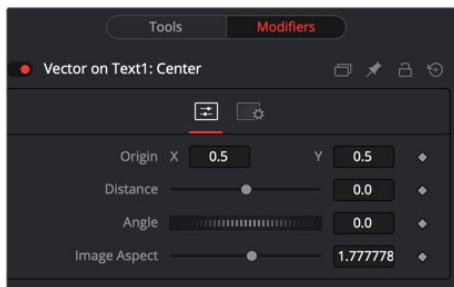 Tools Modifiers
Vector on Text1: Center
Origin X 0.5 Y 0.5
Distance 0.0
Angle 0.0
Image Aspect 1.777778